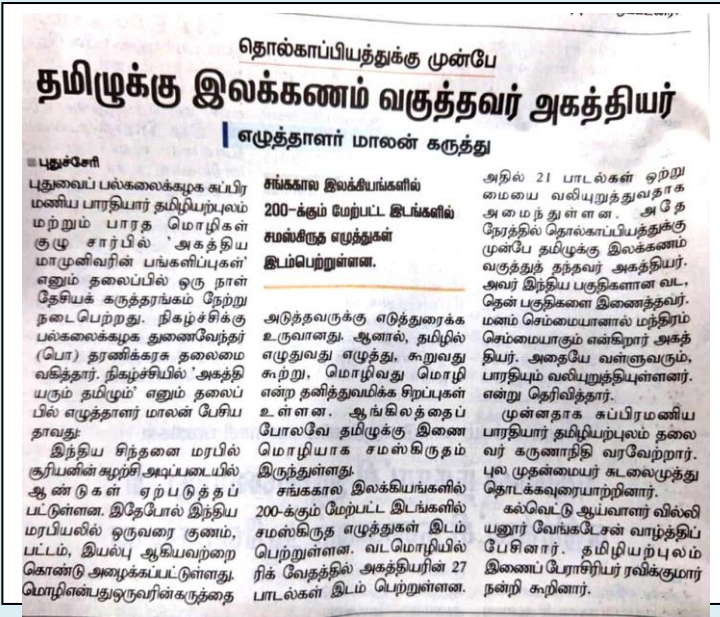 தொல்காப்பியத்துக்கு முன்பே
தமிழுக்கு இலக்கணம் வகுத்தவர் அகத்தியர்
எழுத்தாளர் மாலன் கருத்து
புதுச்சேரி
புதுவைப் பல்கலைக்கழக சுப்பிர
மணிய பாரதியார் தமிழியற்புலம்
மற்றும் பாரத மொழிகள்
குழு சார்பில் 'அகத்திய
மாமுனிவரின் பங்களிப்புகள்'
எனும் தலைப்பில் ஒரு நாள்
தேசியக் கருத்தரங்கம் நேற்று
நடைபெற்றது. நிகழ்ச்சிக்கு
பல்கலைக்கழக துணைவேந்தர்
(பொ) தரணிக்கரசு தலைமை
வகித்தார். நிகழ்ச்சியில் 'அகத்தி
யரும் தமிழும்' எனும் தலைப்
பில் எழுத்தாளர் மாலன் பேசிய
தாவது:
இந்திய சிந்தனை மரபில்
சூரியனின் சுழற்சி அடிப்படையில்
ஆண்டுகள் ஏற்படுத்தப்
பட்டுள்ளன. இதேபோல் இந்திய
மரபியலில் ஒருவரை குணம்,
பட்டம், இயல்பு ஆகியவற்றை
கொண்டு அழைக்கப்பட்டுள்ளது.
மொழி என்பது ஒருவரின் கருத்தை
சங்ககால இலக்கியங்களில்
200-க்கும் மேற்பட்ட இடங்களில்
சமஸ்கிருத எழுத்துகள்
இடம்பெற்றுள்ளன.
அடுத்தவருக்கு எடுத்துரைக்க
உருவானது. ஆனால், தமிழில்
எழுதுவது எழுத்து, கூறுவது
கூற்று, மொழிவது மொழி
என்ற தனித்துவமிக்க சிறப்புகள்
உள்ளன. ஆங்கிலத்தைப்
போலவே தமிழுக்கு இணை
மொழியாக சமஸ்கிருதம்
இருந்துள்ளது.
சங்ககால இலக்கியங்களில்
200-க்கும் மேற்பட்ட இடங்களில்
சமஸ்கிருத எழுத்துகள் இடம்
பெற்றுள்ளன. வடமொழியில்
ரிக் வேதத்தில் அகத்தியரின் 27
பாடல்கள் இடம் பெற்றுள்ளன.
அதில் 21 பாடல்கள் ஒற்று
மையை வலியுறுத்துவதாக
அமைந்துள்ளன. அதே
நேரத்தில் தொல்காப்பியத்துக்கு
முன்பே தமிழுக்கு இலக்கணம்
வகுத்துத் தந்தவர் அகத்தியர்.
அவர் இந்திய பகுதிகளான வட,
தென் பகுதிகளை இணைத்தவர்.
மனம் செம்மையானால் மந்திரம்
செம்மையாகும் என்கிறார் அகத்
தியர். அதையே வள்ளுவரும்,
பாரதியும் வலியுறுத்தியுள்ளனர்.
என்று தெரிவித்தார்.
முன்னதாக சுப்பிரமணிய
பாரதியார் தமிழியற்புலம் தலை
வர் கருணாநிதி வரவேற்றார்.
புல முதன்மையர் சுடலைமுத்து
தொடக்கவுரையாற்றினார்.
கல்வெட்டு ஆய்வாளர் வில்லி
யனூர் வேங்கடேசன் வாழ்த்திப்
பேசினார். தமிழியற்புலம்
இணைப் பேராசிரியர் ரவிக்குமார்
நன்றி கூறினார்.